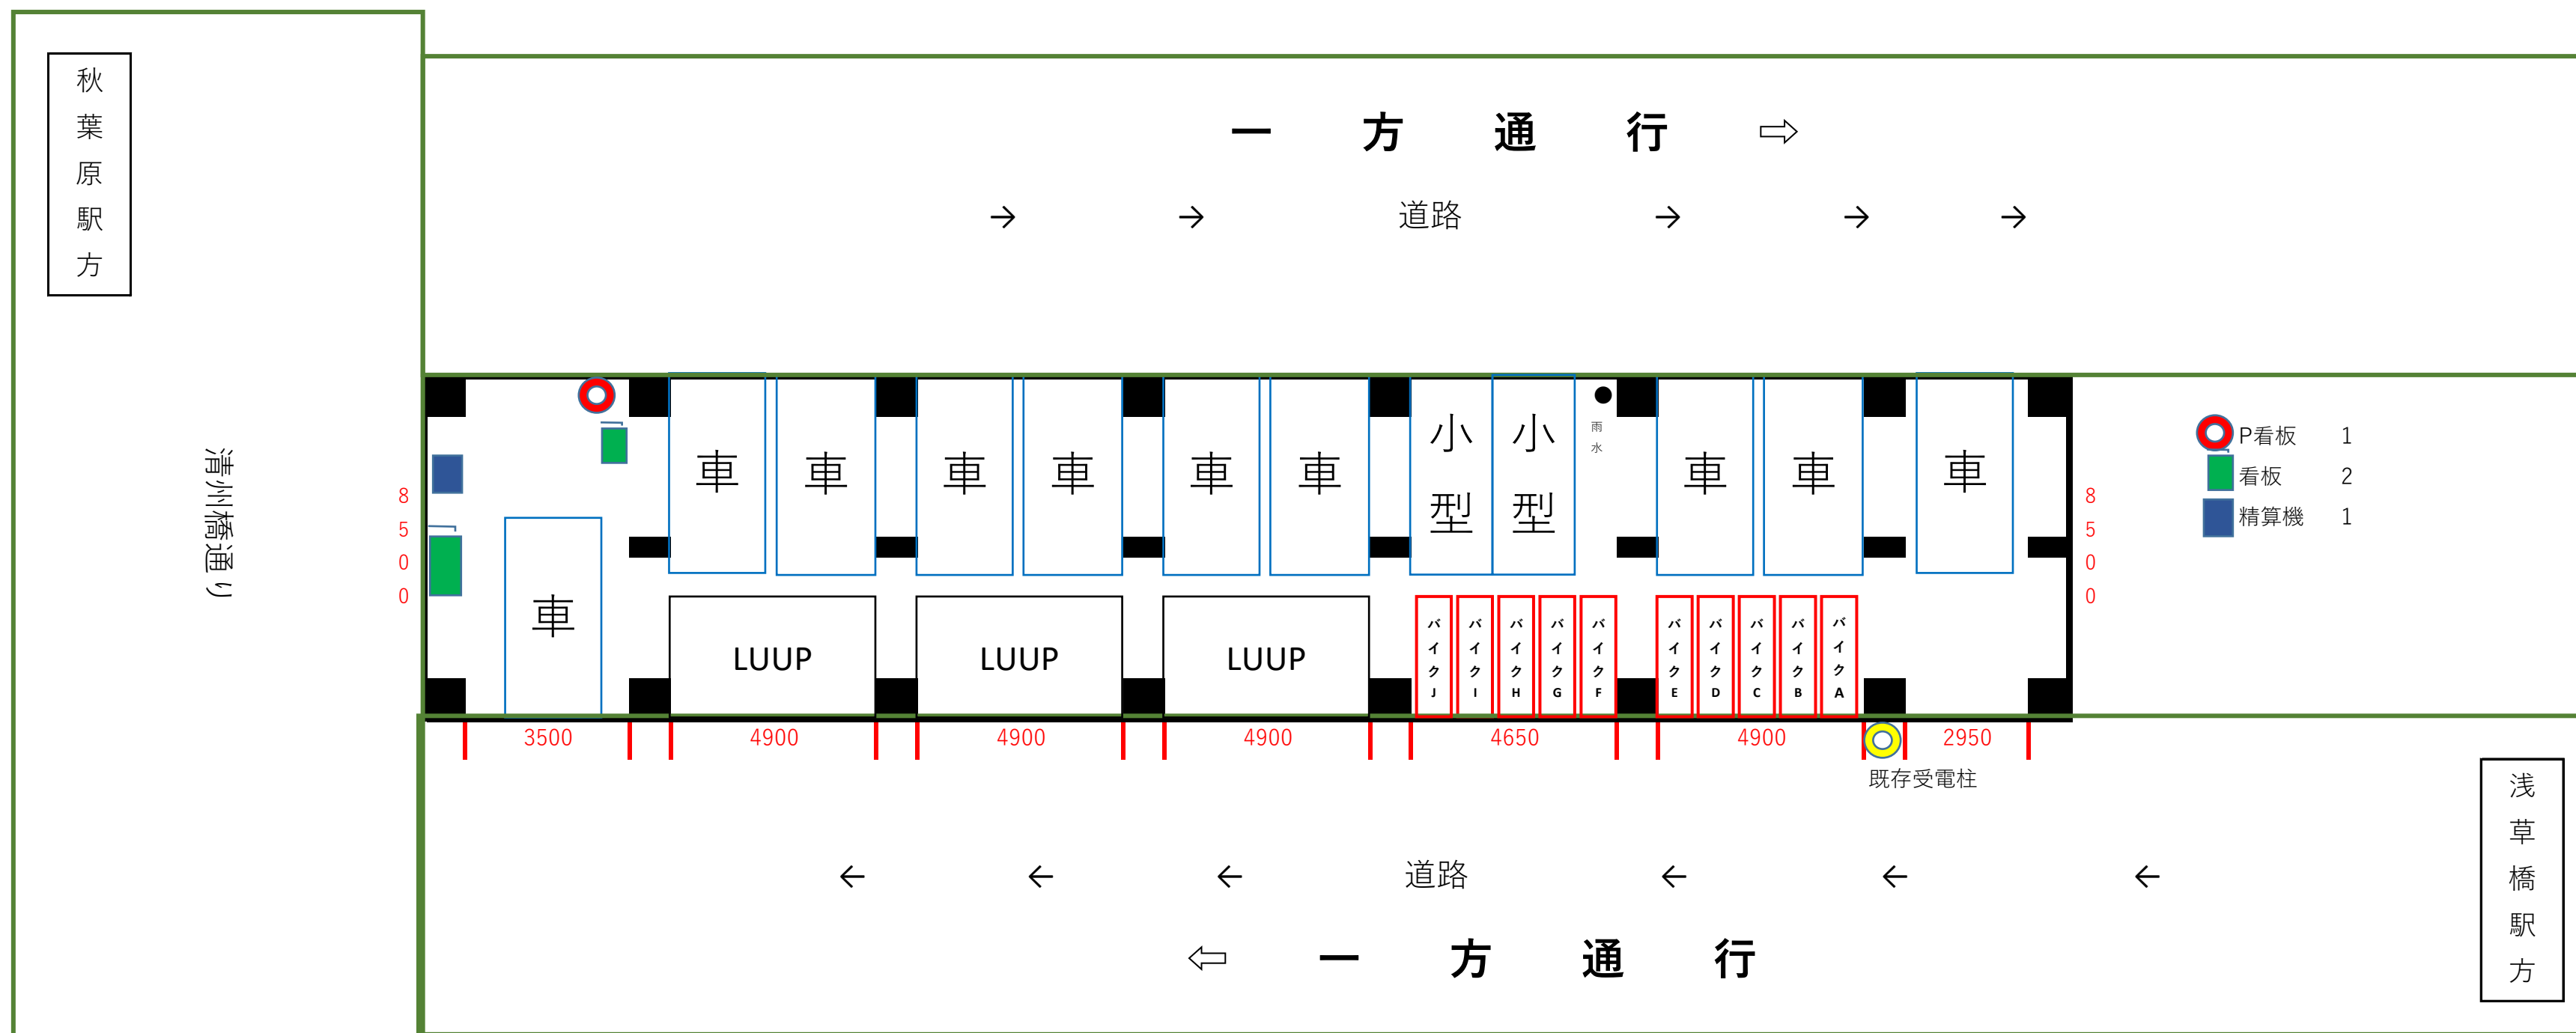 秋葉原駅方
一方通行 ⇨
→ → 道路 → → →
清州橋通り
8500
車
車
車
車
車
車
車
小型
小型
雨水
車
車
車
8500
P看板 1
看板 2
精算機 1
LUUP
LUUP
LUUP
バイクJ
バイクI
バイクH
バイクG
バイクF
バイクE
バイクD
バイクC
バイクB
バイクA
3500 4900 4900 4900 4650 4900 2950
既存受電柱
浅草橋駅方
← ← ← 道路 ← ← ←
⇦ 一方通行